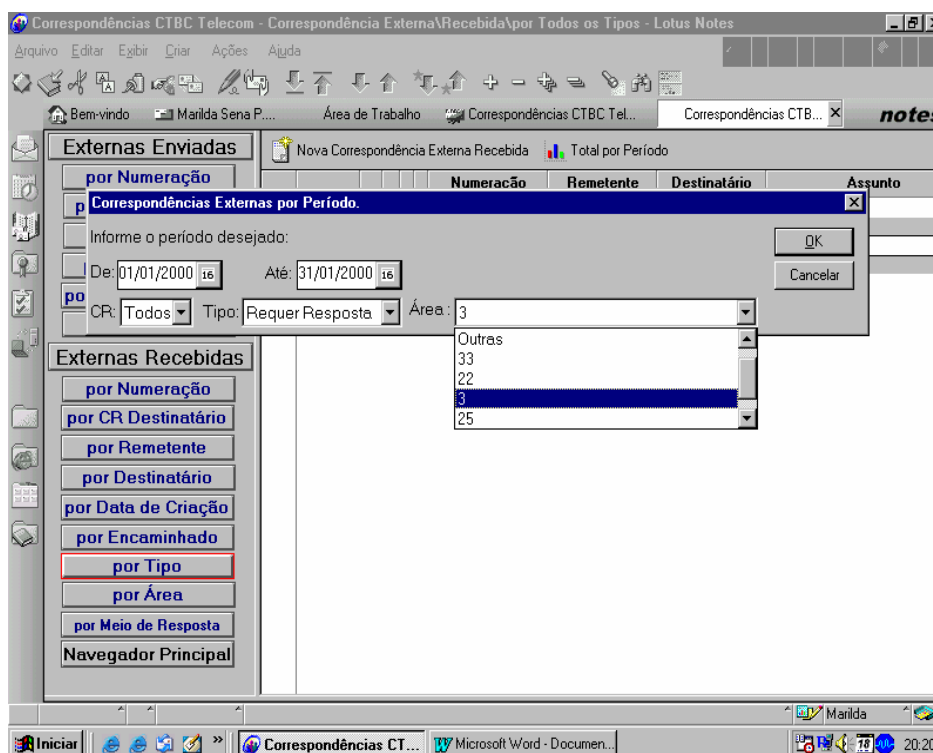 Correspondências CTBC Telecom - Correspondência Externa\Recebida\por Todos os Tipos - Lotus Notes
Arquivo Editar Exibir Criar Ações Ajuda
Bem-vindo Marilda Sena P.... Área de Trabalho Correspondências CTBC Tel... Correspondências CTB... notes
Externas Enviadas
Nova Correspondência Externa Recebida Total por Período
por Numeração
Numeração Remetente Destinatário Assunto
Correspondências Externas por Período.
Informe o período desejado:
OK
De: 01/01/2000 16 Até: 31/01/2000 16
Cancelar
po
CR: Todos Tipo: Requer Resposta Área: 3
Outras
33
22
3
25
Externas Recebidas
por Numeração
por CR Destinatário
por Remetente
por Destinatário
por Data de Criação
por Encaminhado
por Tipo
por Área
por Meio de Resposta
Navegador Principal
Marilda
Iniciar » Correspondências CT... Microsoft Word - Documen... 18 20:20